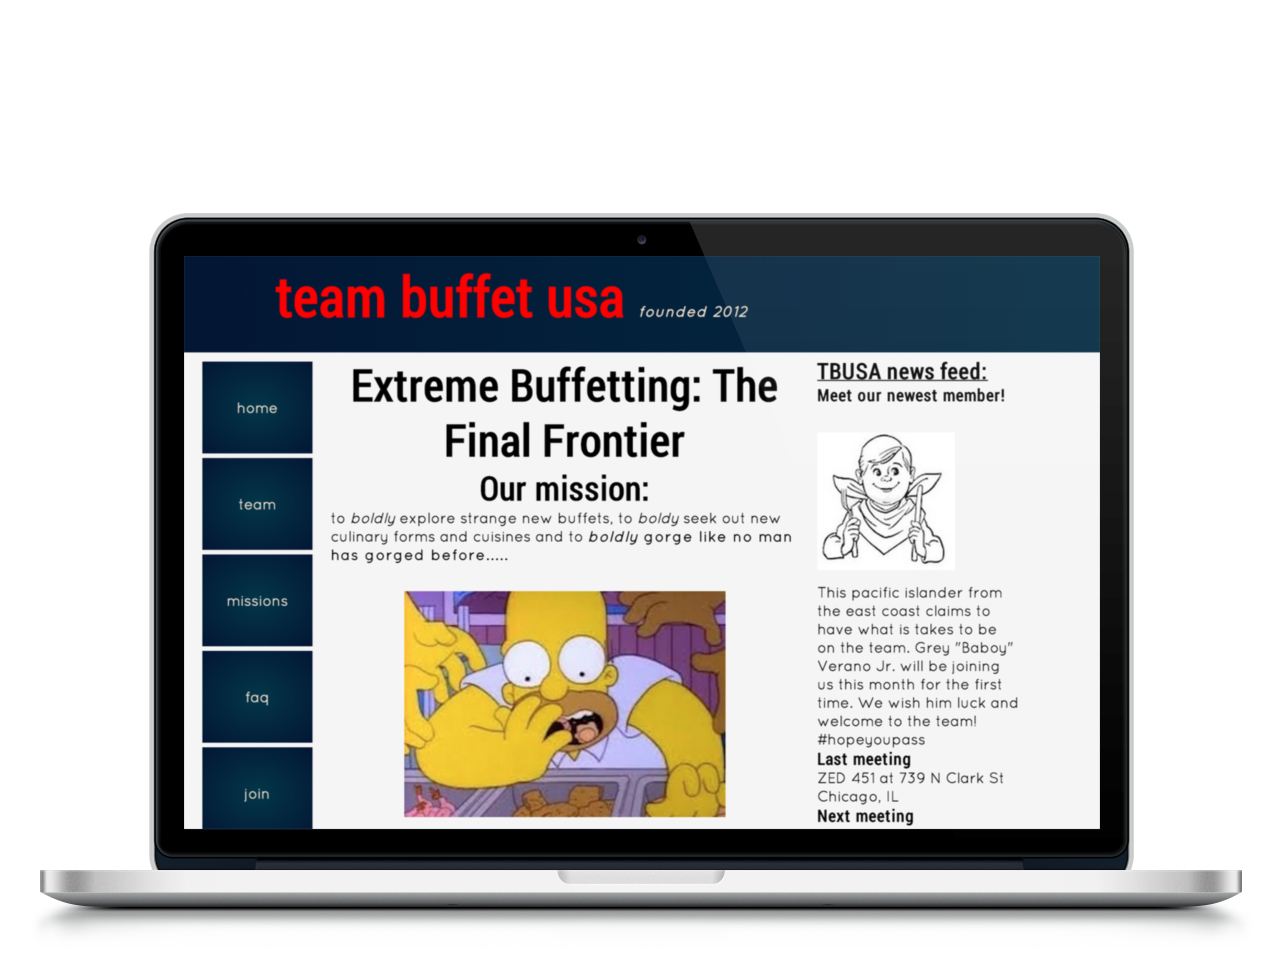 team buffet usa founded 2012
home
team
missions
faq
join
Extreme Buffetting: The
Final Frontier
Our mission:
to boldly explore strange new buffets, to boldy seek out new
culinary forms and cuisines and to boldly gorge like no man
has gorged before.....
TBUSA news feed:
Meet our newest member!
This pacific islander from
the east coast claims to
have what is takes to be
on the team. Grey "Baboy"
Verano Jr. will be joining
us this month for the first
time. We wish him luck and
welcome to the team!
#hopeyoupass
Last meeting
ZED 451 at 739 N Clark St
Chicago, IL
Next meeting